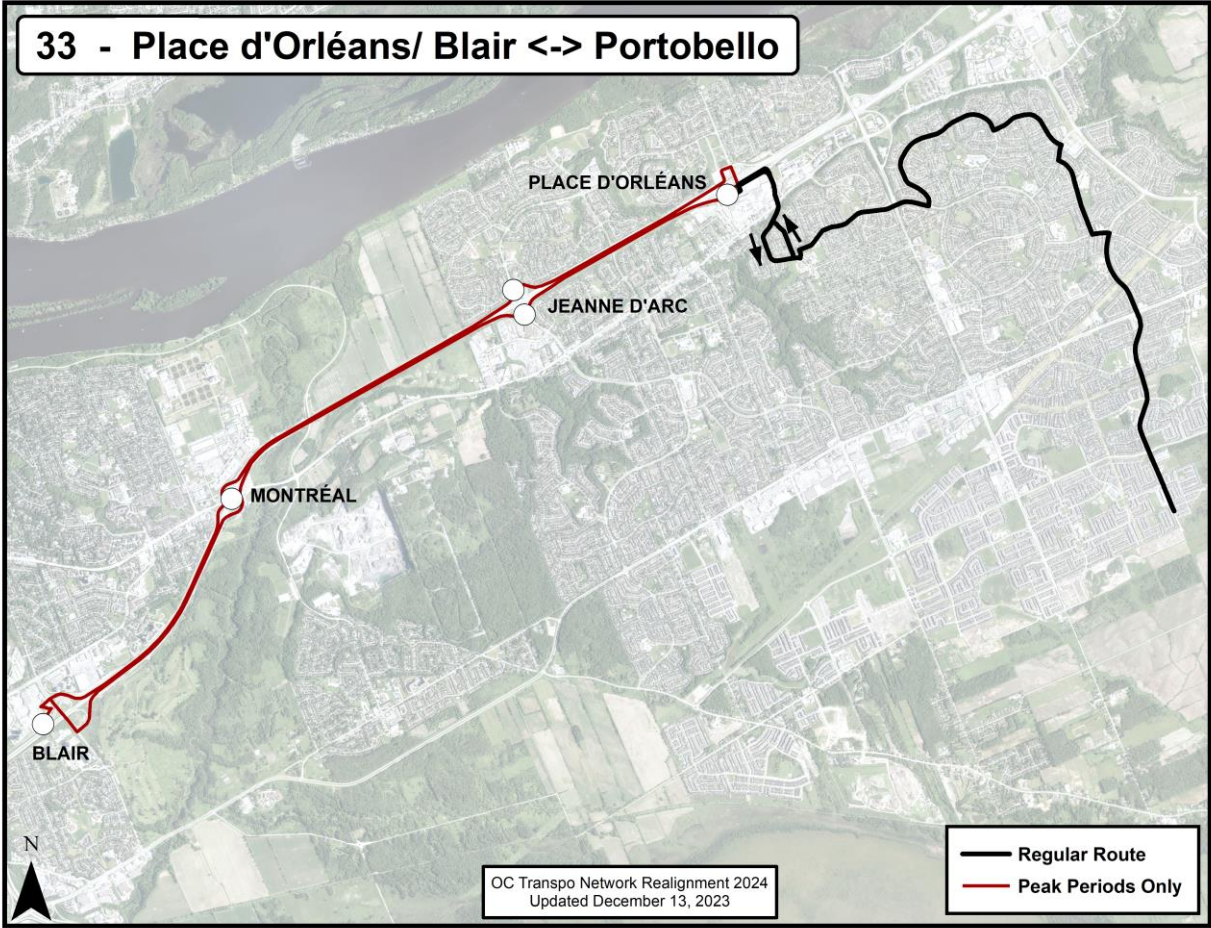 33 - Place d'Orléans/ Blair <-> Portobello
PLACE D'ORLÉANS
JEANNE D'ARC
MONTRÉAL
BLAIR
N
OC Transpo Network Realignment 2024
Updated December 13, 2023
Regular Route
Peak Periods Only